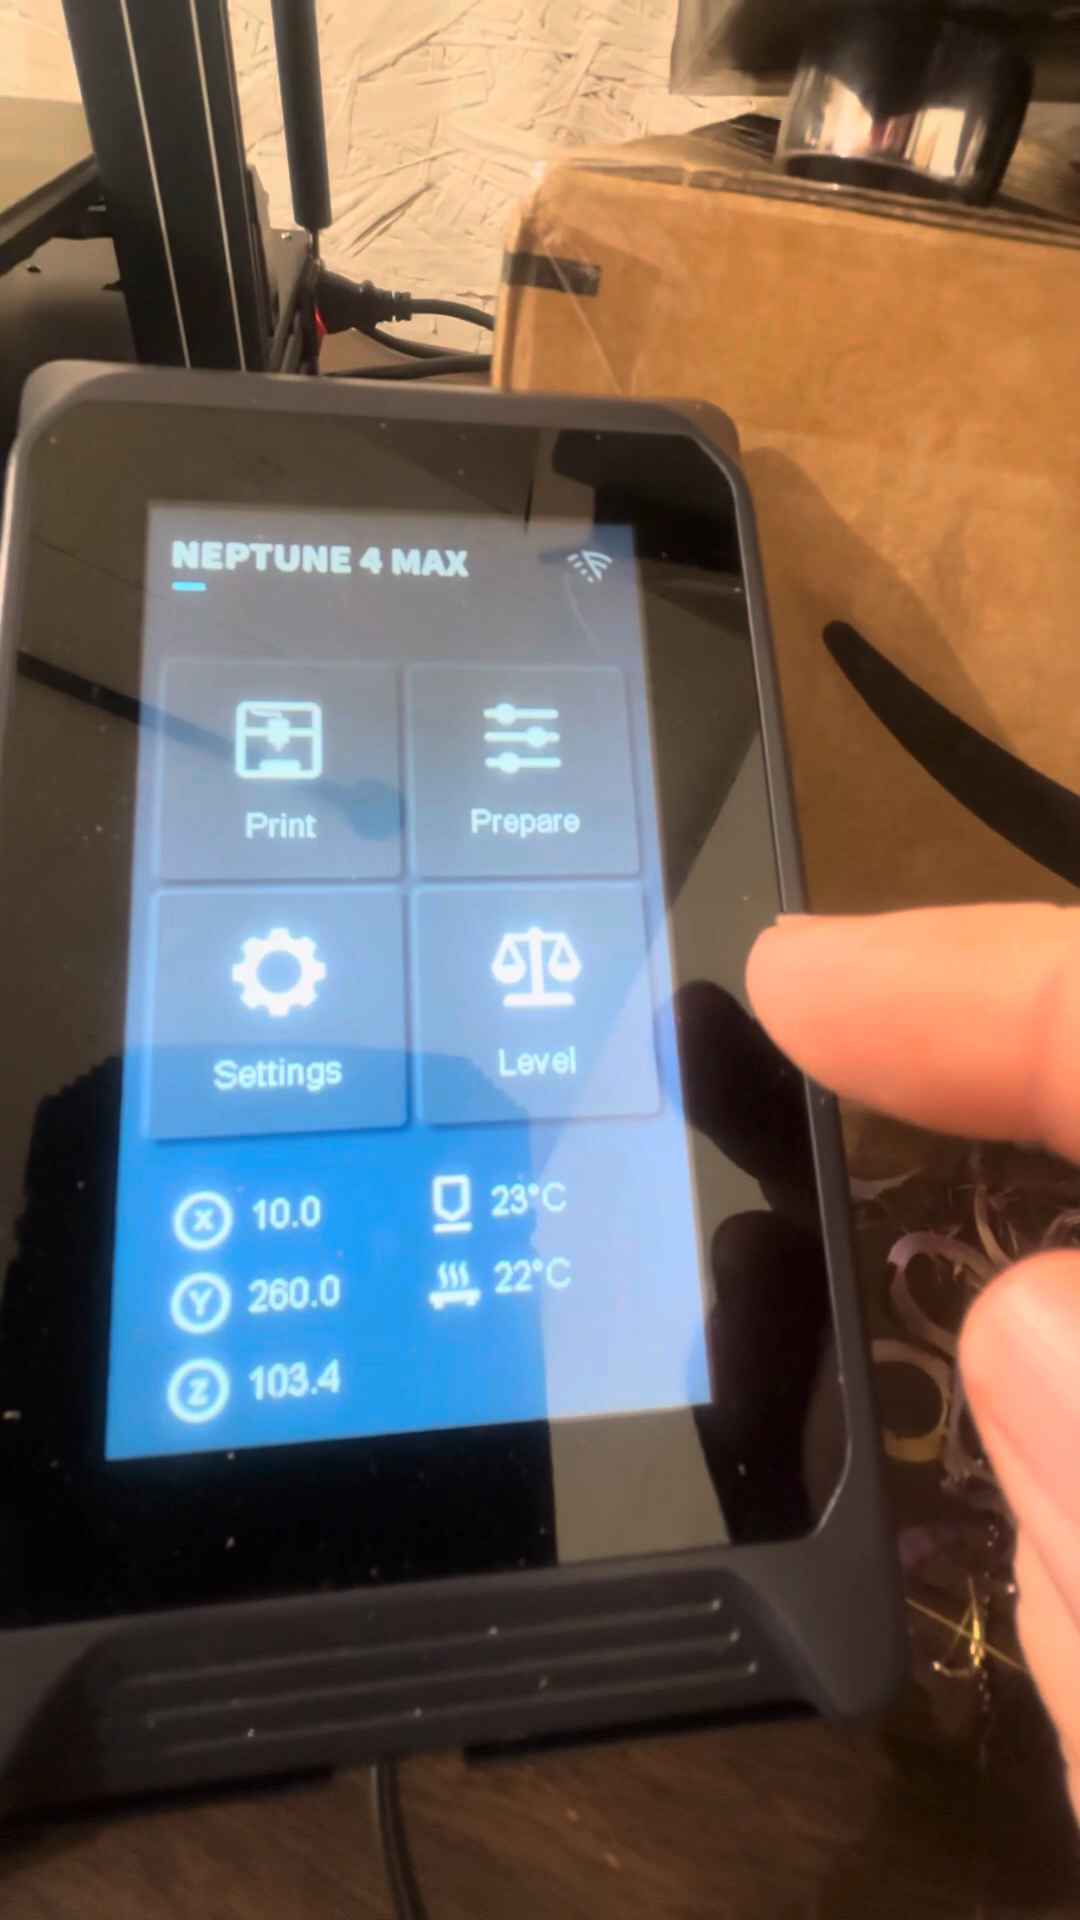 NEPTUNE 4 MAX
Print
Prepare
Settings
Level
X 10.0
23°C
Y 260.0
22°C
Z 103.4